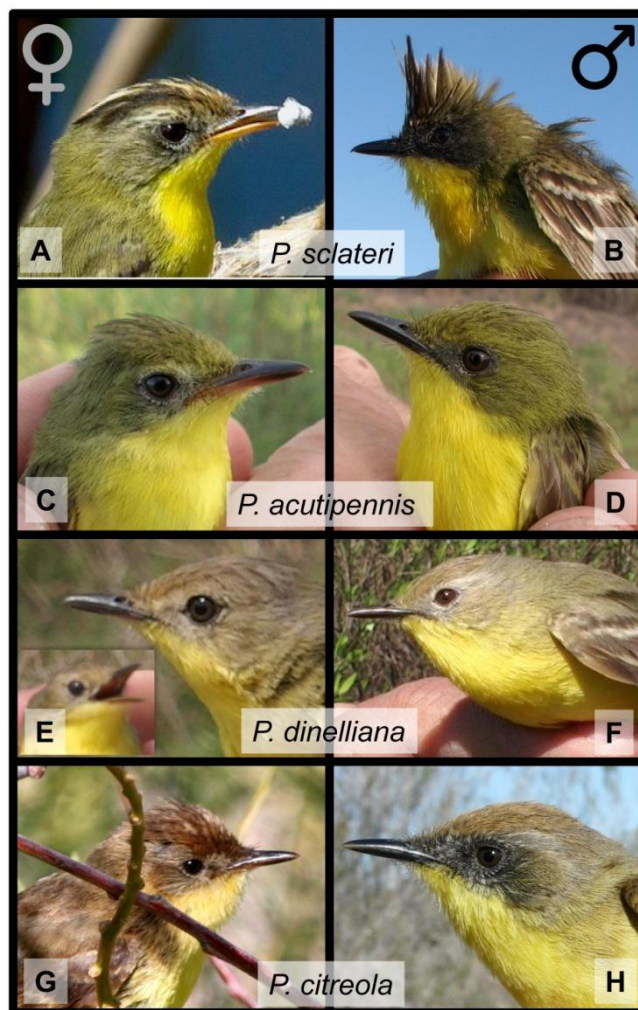 ♀
♂
A
P. sclateri
B
C
P. acutipennis
D
E
P. dinelliana
F
G
P. citreola
H